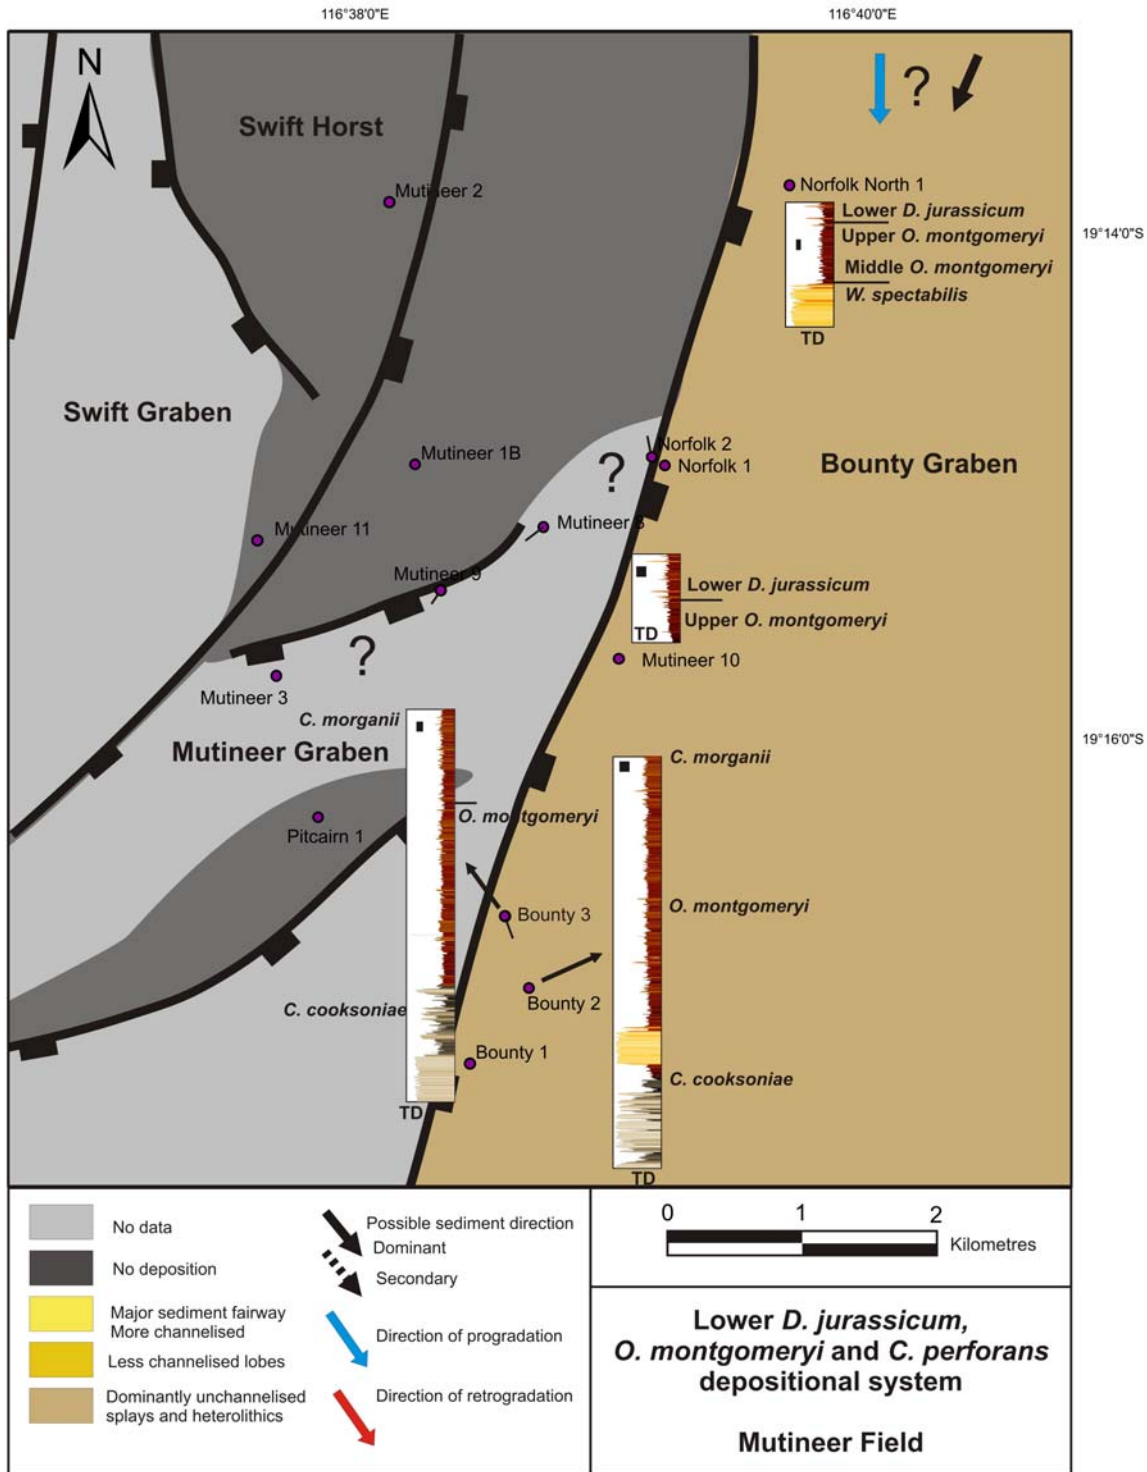 116°38'0"E
116°40'0"E
N
?
Swift Horst
Mutineer 2
Norfolk North 1
Lower D. jurassicum
Upper O. montgomeryi
19°14'0"S
Middle O. montgomeryi
W. spectabilis
TD
Swift Graben
Mutineer 1B
?
Norfolk 2
Norfolk 1
Bounty Graben
Mutineer 11
Mutineer 8
Mutineer 9
Lower D. jurassicum
Upper O. montgomeryi
TD
?
Mutineer 10
Mutineer 3
C. morganii
Mutineer Graben
19°16'0"S
C. morganii
O. montgomeryi
Pitcairn 1
O. montgomeryi
Bounty 3
Bounty 2
C. cooksoniae
Bounty 1
C. cooksoniae
TD
TD
No data
No deposition
Major sediment fairway
More channelised
Less channelised lobes
Dominantly unchannelised
splays and heterolithics
Possible sediment direction
Dominant
Secondary
Direction of progradation
Direction of retrogradation
0 1 2
Kilometres
Lower D. jurassicum,
O. montgomeryi and C. perforans
depositional system
Mutineer Field